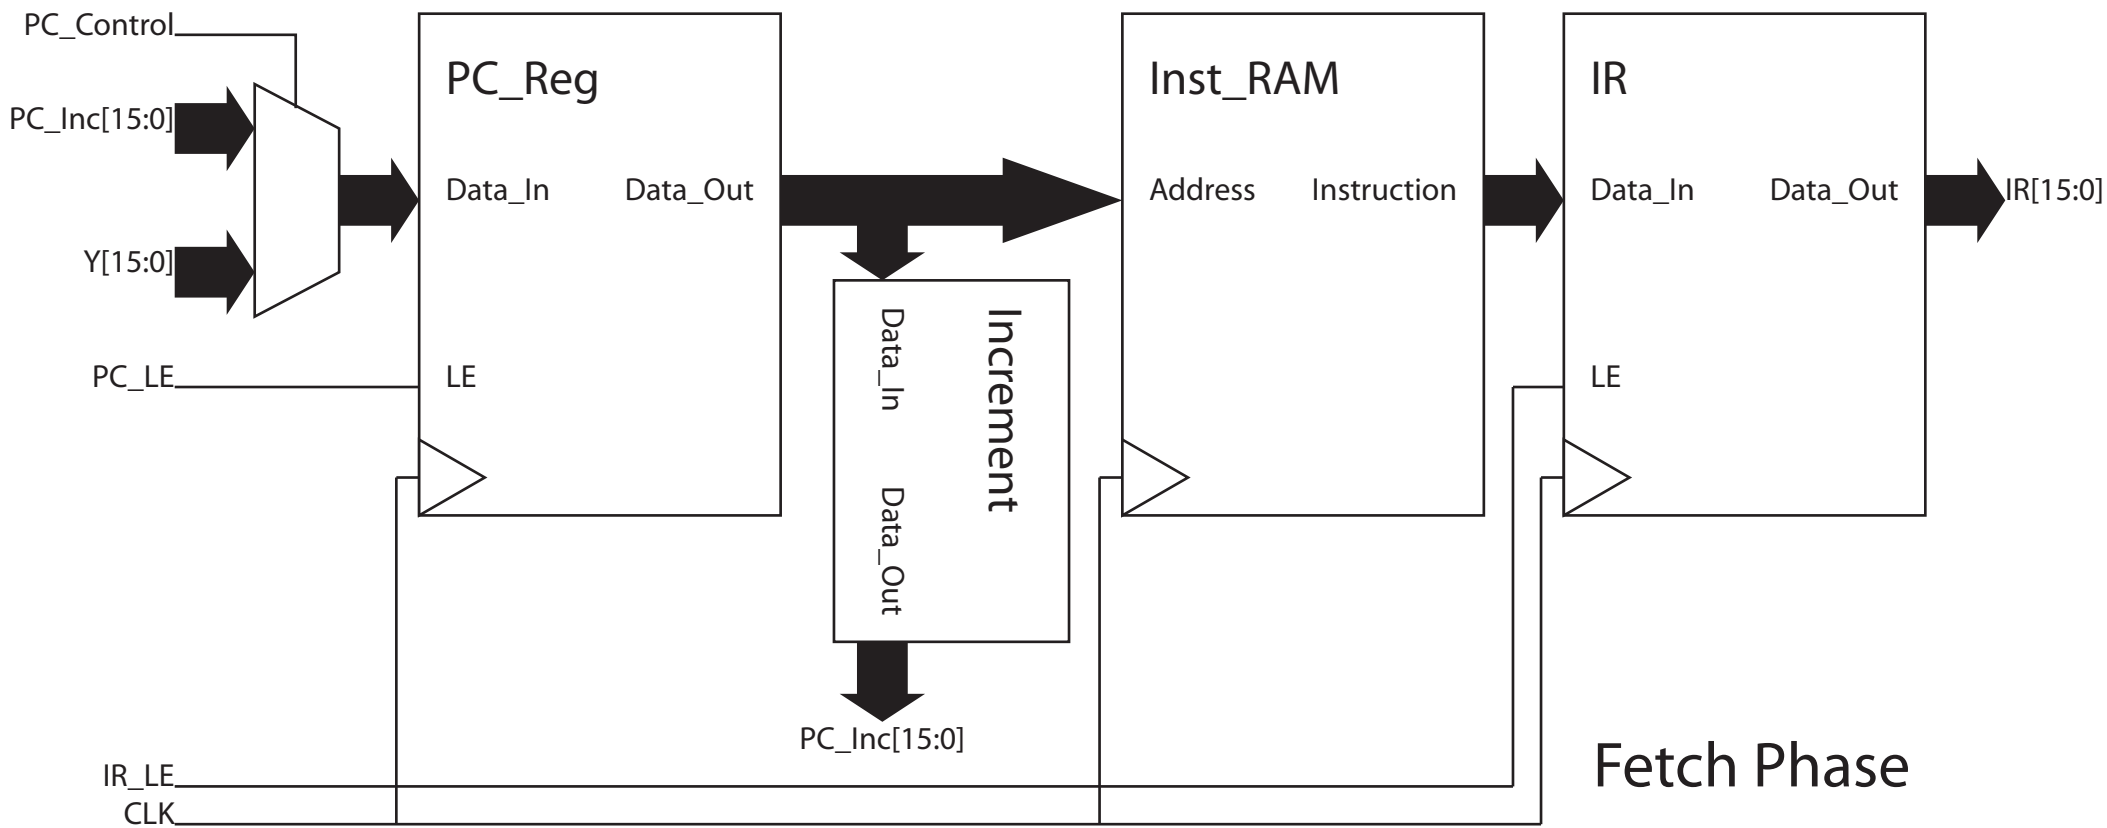 PC_Control
PC_Inc[15:0]
Y[15:0]
PC_LE
PC_Reg
Data_In
Data_Out
LE
Increment
Data_In
Data_Out
PC_Inc[15:0]
Inst_RAM
Address
Instruction
IR
Data_In
Data_Out
LE
IR[15:0]
IR_LE
CLK
Fetch Phase